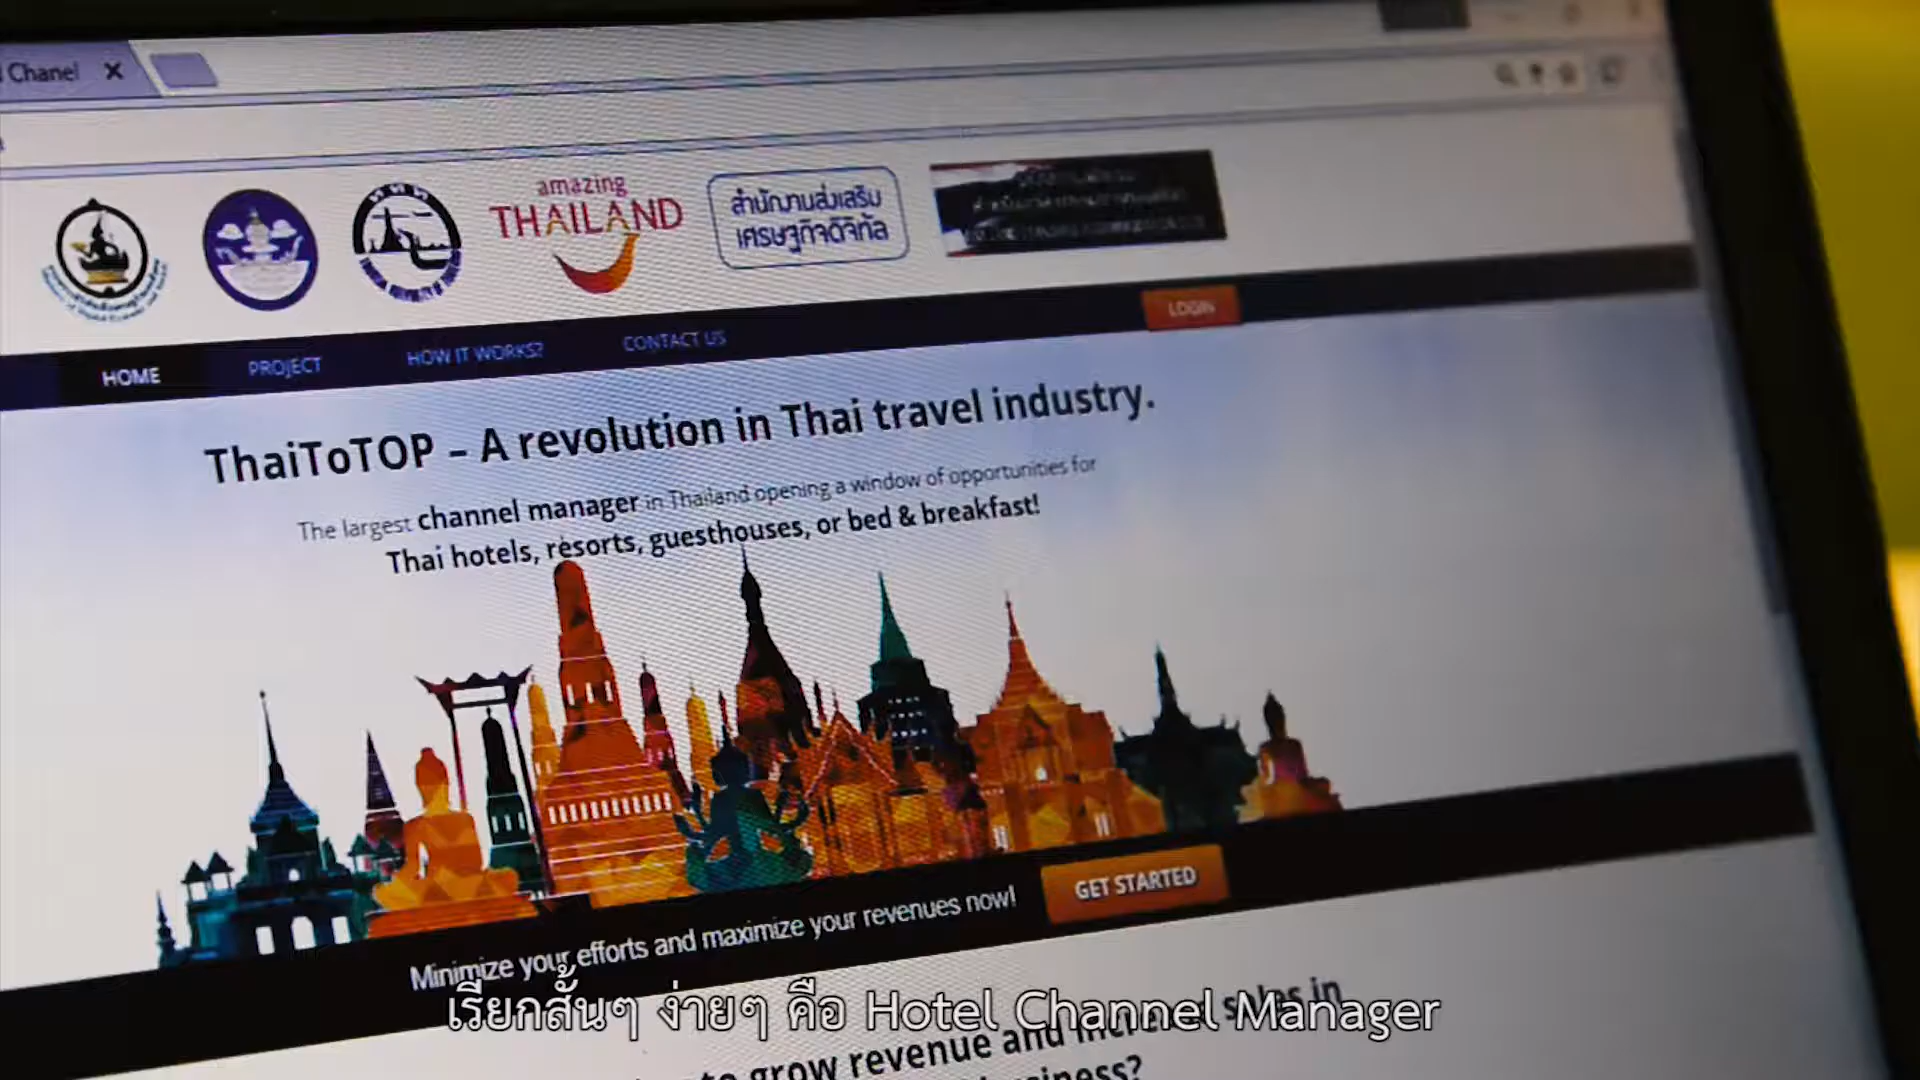 Chanel
amazing
THAILAND
สำนักงานส่งเสริม
เศรษฐกิจดิจิทัล
HOME
PROJECT
HOW IT WORKS?
CONTACT US
LOGIN
ThaiToTOP – A revolution in Thai travel industry.
The largest channel manager in Thailand opening a window of opportunities for
Thai hotels, resorts, guesthouses, or bed & breakfast!
Minimize your efforts and maximize your revenues now!
GET STARTED
เรียกสั้นๆ ง่ายๆ คือ Hotel Channel Manager
grow revenue and increase sales in